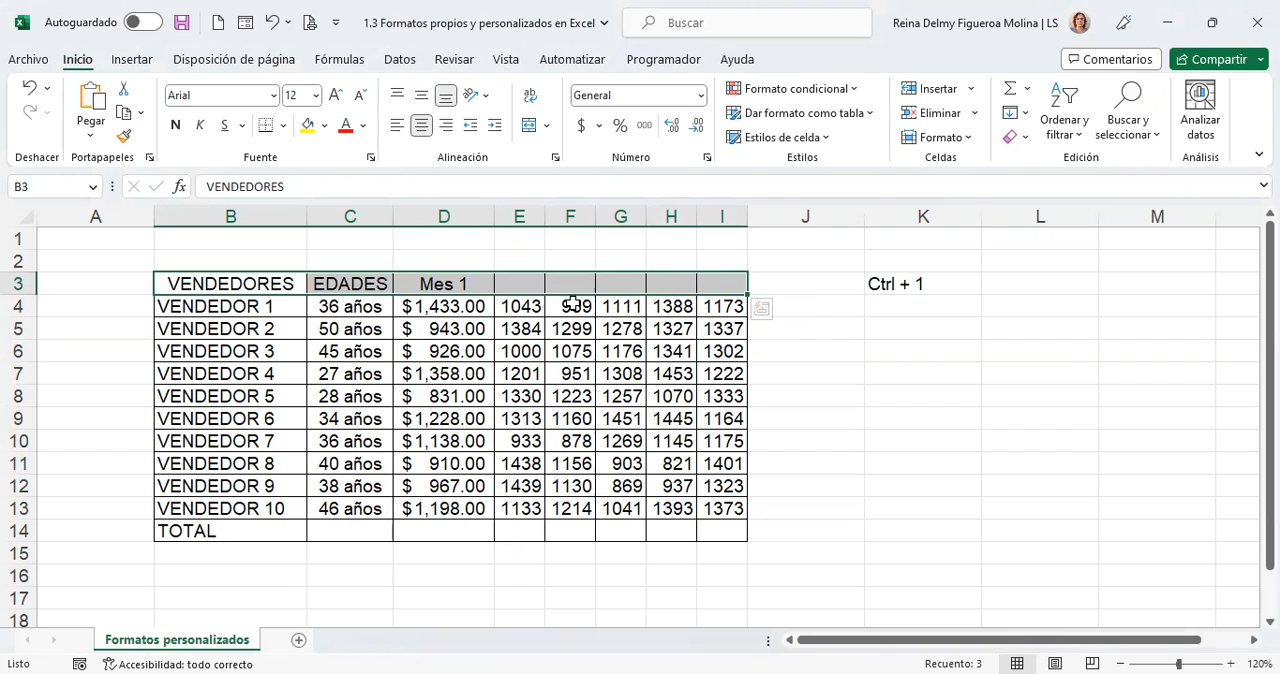 Autoguardado 1.3 Formatos propios y personalizados en Excel Buscar Reina Delmy Figueroa Molina | LS
Archivo Inicio Insertar Disposición de página Fórmulas Datos Revisar Vista Automatizar Programador Ayuda Comentarios Compartir
Pegar Arial 12 General Formato condicional Insertar
N K S $ % 000 Dar formato como tabla Eliminar Ordenar y filtrar Buscar y seleccionar Analizar datos
Estilos de celda Formato
Deshacer Portapapeles Fuente Alineación Número Estilos Celdas Edición Análisis
B3 fx VENDEDORES
A B C D E F G H I J K L M
1
2
3 VENDEDORES EDADES Mes 1 Ctrl + 1
4 VENDEDOR 1 36 años $1,433.00 1043 1111 1388 1173
5 VENDEDOR 2 50 años $ 943.00 1384 1299 1278 1327 1337
6 VENDEDOR 3 45 años $ 926.00 1000 1075 1176 1341 1302
7 VENDEDOR 4 27 años $1,358.00 1201 951 1308 1453 1222
8 VENDEDOR 5 28 años $ 831.00 1330 1223 1257 1070 1333
9 VENDEDOR 6 34 años $1,228.00 1313 1160 1451 1445 1164
10 VENDEDOR 7 36 años $1,138.00 933 878 1269 1145 1175
11 VENDEDOR 8 40 años $ 910.00 1438 1156 903 821 1401
12 VENDEDOR 9 38 años $ 967.00 1439 1130 869 937 1323
13 VENDEDOR 10 46 años $1,198.00 1133 1214 1041 1393 1373
14 TOTAL
15
16
17
18
Formatos personalizados
Listo Accesibilidad: todo correcto Recuento: 3 120%